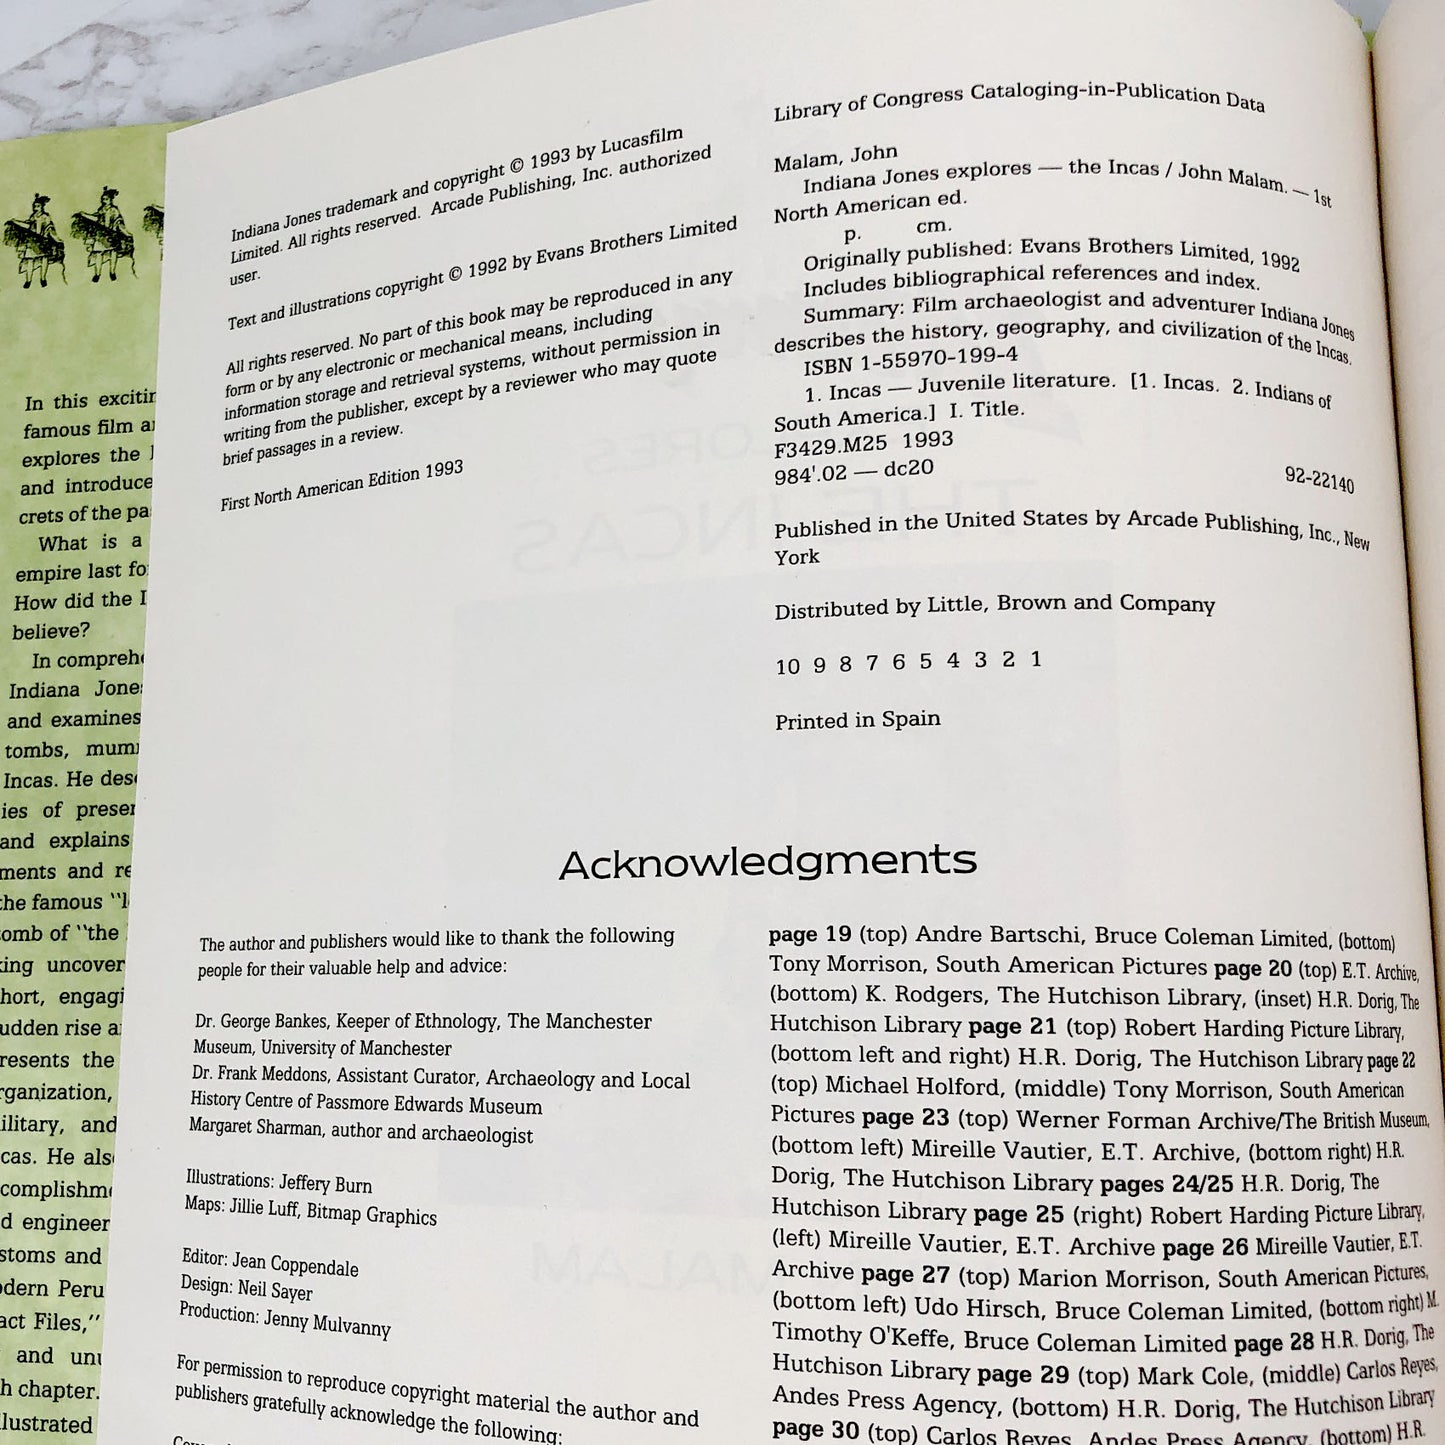 In this
famous film
explores the
and introduce
crets of the
What is a
empire last
How did the
believe?
In
Indiana
and examines
tombs,
Incas. He
ies of
and explains
ments and
the famous
omb of "the
uncover
hort,
udden rise
resents the
rganization,
ilitary, and
cas. He
d engineer
stoms and
odern Peru
act Files,"
and
h chapter.
llustrated
Indiana Jones trademark and copyright © 1993 by Lucasfilm
Limited. All rights reserved. Arcade Publishing, Inc. authorized
user.
Text and illustrations copyright © 1992 by Evans Brothers Limited
All rights reserved. No part of this book may be reproduced in any
form or by any electronic or mechanical means, including
information storage and retrieval systems, without permission in
writing from the publisher, except by a reviewer who may quote
brief passages in a review.
First North American Edition 1993
Library of Congress Cataloging-in-Publication Data
Malam, John
Indiana Jones explores — the Incas / John Malam. — 1st
North American ed.
p. cm.
Originally published: Evans Brothers Limited, 1992
Includes bibliographical references and index.
Summary: Film archaeologist and adventurer Indiana Jones
describes the history, geography, and civilization of the Incas.
ISBN 1-55970-199-4
1. Incas — Juvenile literature. [1. Incas. 2. Indians of
South America.] I. Title.
F3429.M25 1993
984'.02 — dc20 92-22140
Published in the United States by Arcade Publishing, Inc., New
York
Distributed by Little, Brown and Company
10 9 8 7 6 5 4 3 2 1
Printed in Spain
Acknowledgments
The author and publishers would like to thank the following
people for their valuable help and advice:
Dr. George Bankes, Keeper of Ethnology, The Manchester
Museum, University of Manchester
Dr. Frank Meddons, Assistant Curator, Archaeology and Local
History Centre of Passmore Edwards Museum
Margaret Sharman, author and archaeologist
Illustrations: Jeffery Burn
Maps: Jillie Luff, Bitmap Graphics
Editor: Jean Coppendale
Design: Neil Sayer
Production: Jenny Mulvanny
For permission to reproduce copyright material the author and
publishers gratefully acknowledge the following:
page 19 (top) Andre Bartschi, Bruce Coleman Limited, (bottom)
Tony Morrison, South American Pictures page 20 (top) E.T. Archive,
(bottom) K. Rodgers, The Hutchison Library, (inset) H.R. Dorig, The
Hutchison Library page 21 (top) Robert Harding Picture Library,
(bottom left and right) H.R. Dorig, The Hutchison Library page 22
(top) Michael Holford, (middle) Tony Morrison, South American
Pictures page 23 (top) Werner Forman Archive/The British Museum,
(bottom left) Mireille Vautier, E.T. Archive, (bottom right) H.R.
Dorig, The Hutchison Library pages 24/25 H.R. Dorig, The
Hutchison Library page 25 (right) Robert Harding Picture Library,
(left) Mireille Vautier, E.T. Archive page 26 Mireille Vautier, E.T.
Archive page 27 (top) Marion Morrison, South American Pictures,
(bottom left) Udo Hirsch, Bruce Coleman Limited, (bottom right) M.
Timothy O'Keffe, Bruce Coleman Limited page 28 H.R. Dorig, The
Hutchison Library page 29 (top) Mark Cole, (middle) Carlos Reyes,
Andes Press Agency, (bottom) H.R. Dorig, The Hutchison Library
page 30 (top) Carlos Reyes, Andes Press Agency, (bottom) H.R.